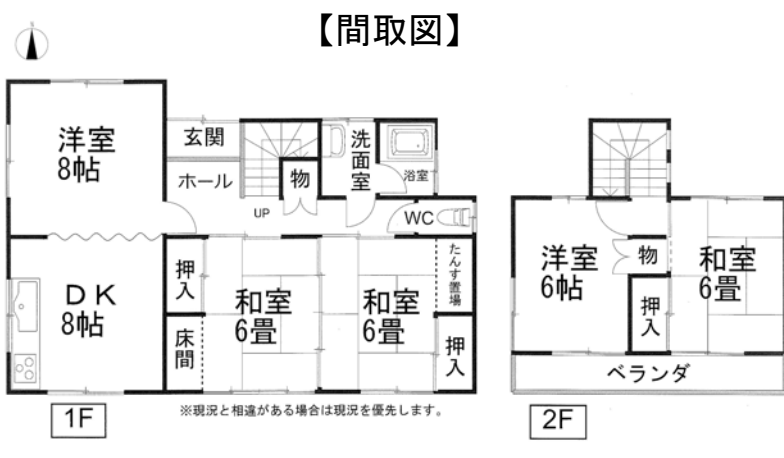 【間取図】
洋室
8帖
玄関
ホール
UP
物
洗面室
浴室
WC
DK
8帖
押入
床間
和室
6畳
和室
6畳
たんす置場
押入
洋室
6帖
物
押入
和室
6畳
ベランダ
※現況と相違がある場合は現況を優先します。
1F
2F